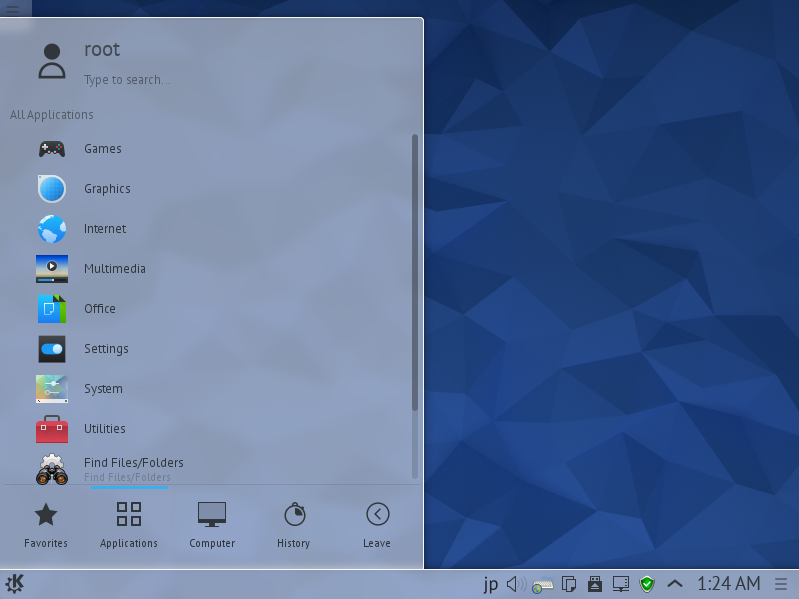 root
Type to search...
All Applications
Games
Graphics
Internet
Multimedia
Office
Settings
System
Utilities
Find Files/Folders
Find Files/Folders
Favorites
Applications
Computer
History
Leave
jp
1:24 AM